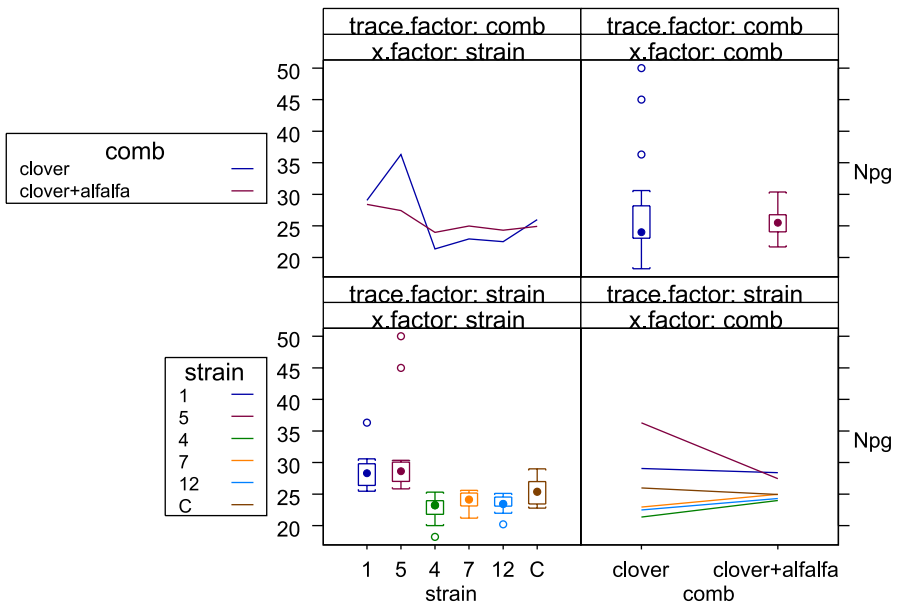 trace.factor: comb
trace.factor: comb
x.factor: strain
x.factor: comb
50
45
40
35
30
25
20
comb
clover
clover+alfalfa
Npg
trace.factor: strain
trace.factor: strain
x.factor: strain
x.factor: comb
50
45
40
35
30
25
20
strain
1
5
4
7
12
C
Npg
1 5 4 7 12 C
strain
clover clover+alfalfa
comb